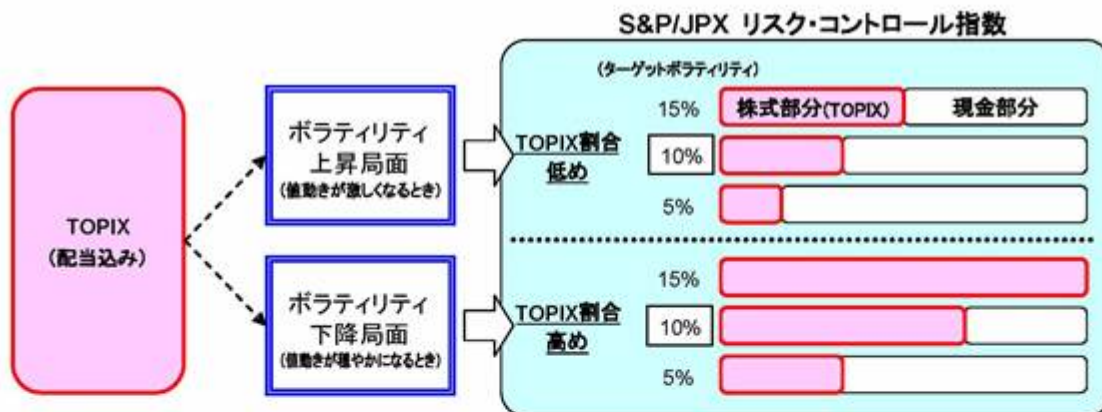 S&P/JPX リスク・コントロール指数
(ターゲットボラティリティ)
TOPIX
(配当込み)
ボラティリティ
上昇局面
(値動きが激しくなるとき)
TOPIX割合
低め
15%
株式部分(TOPIX)
現金部分
10%
5%
ボラティリティ
下降局面
(値動きが穏やかになるとき)
TOPIX割合
高め
15%
10%
5%